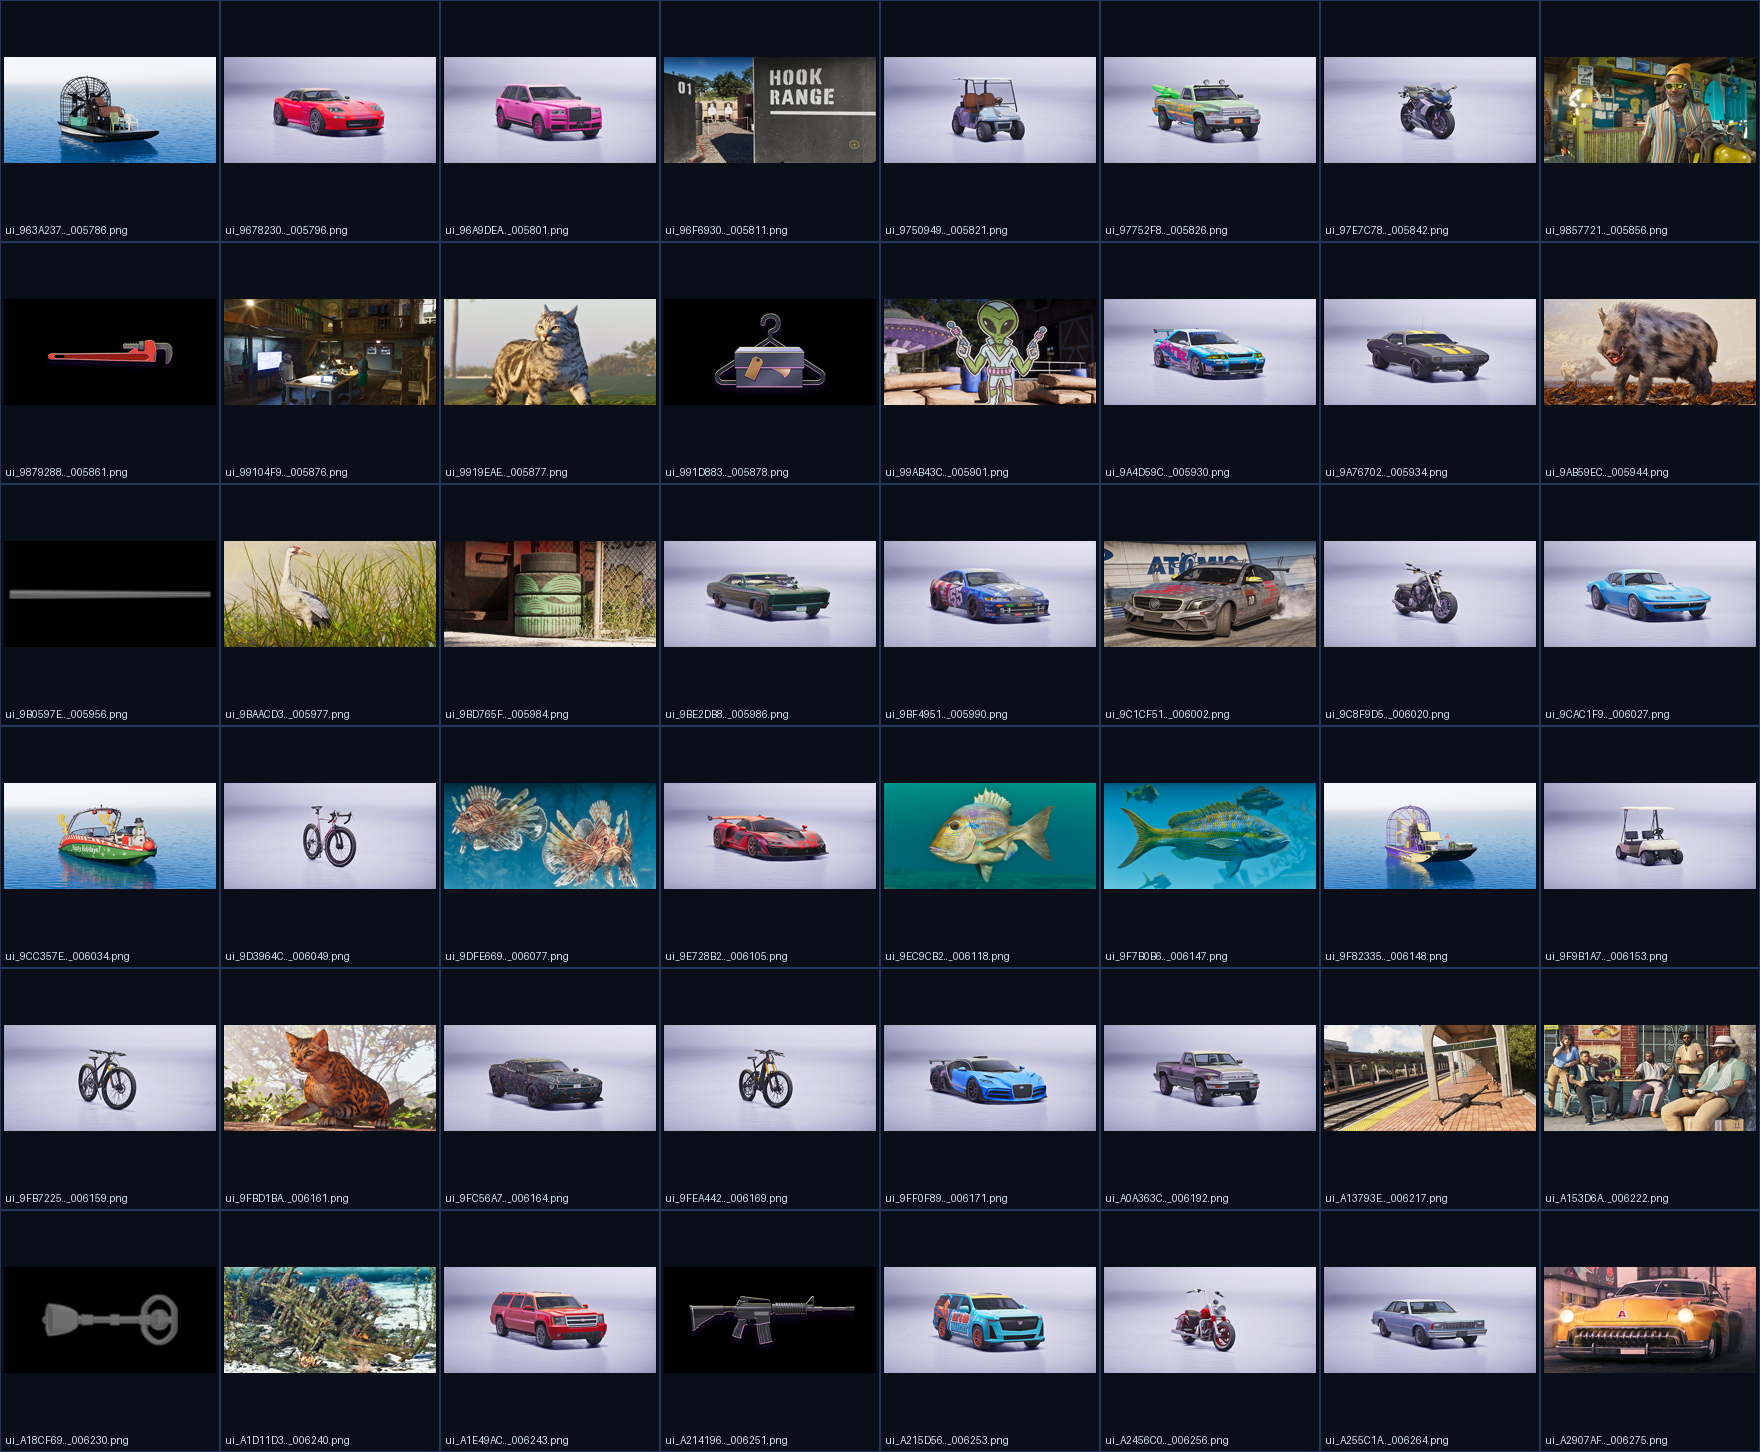 01
HOOK
RANGE
ui_963A237.._005786.png
ui_9678230.._005796.png
ui_96A9DEA.._005801.png
ui_96F6930.._005811.png
ui_9750949.._005821.png
ui_97752F8.._005826.png
ui_97E7C78.._005842.png
ui_9857721.._005856.png
ui_9879288.._005861.png
ui_99104F9.._005876.png
ui_9919EAE.._005877.png
ui_991D883.._005878.png
ui_99AB43C.._005901.png
ui_9A4D59C.._005930.png
ui_9A76702.._005934.png
ui_9AB59EC.._005944.png
ATOMIC
ui_9B0597E.._005956.png
ui_9BAACD3.._005977.png
ui_9BD765F.._005984.png
ui_9BE2DB8.._005986.png
ui_9BF4951.._005990.png
ui_9C1CF51.._006002.png
ui_9C8F9D5.._006020.png
ui_9CAC1F9.._006027.png
Happy Holidays!
ui_9CC357E.._006034.png
ui_9D3964C.._006049.png
ui_9DFE669.._006077.png
ui_9E728B2.._006105.png
ui_9EC9CB2.._006118.png
ui_9F7B0B6.._006147.png
ui_9F82335.._006148.png
ui_9F9B1A7.._006153.png
ui_9FB7225.._006159.png
ui_9FBD1BA.._006161.png
ui_9FC56A7.._006164.png
ui_9FEA442.._006169.png
ui_9FF0F89.._006171.png
ui_A0A363C.._006192.png
ui_A13793E.._006217.png
ui_A153D6A.._006222.png
A
ui_A18CF69.._006230.png
ui_A1D11D3.._006240.png
ui_A1E49AC.._006243.png
ui_A214196.._006251.png
ui_A215D56.._006253.png
ui_A2456C0.._006256.png
ui_A255C1A.._006264.png
ui_A2907AF.._006275.png